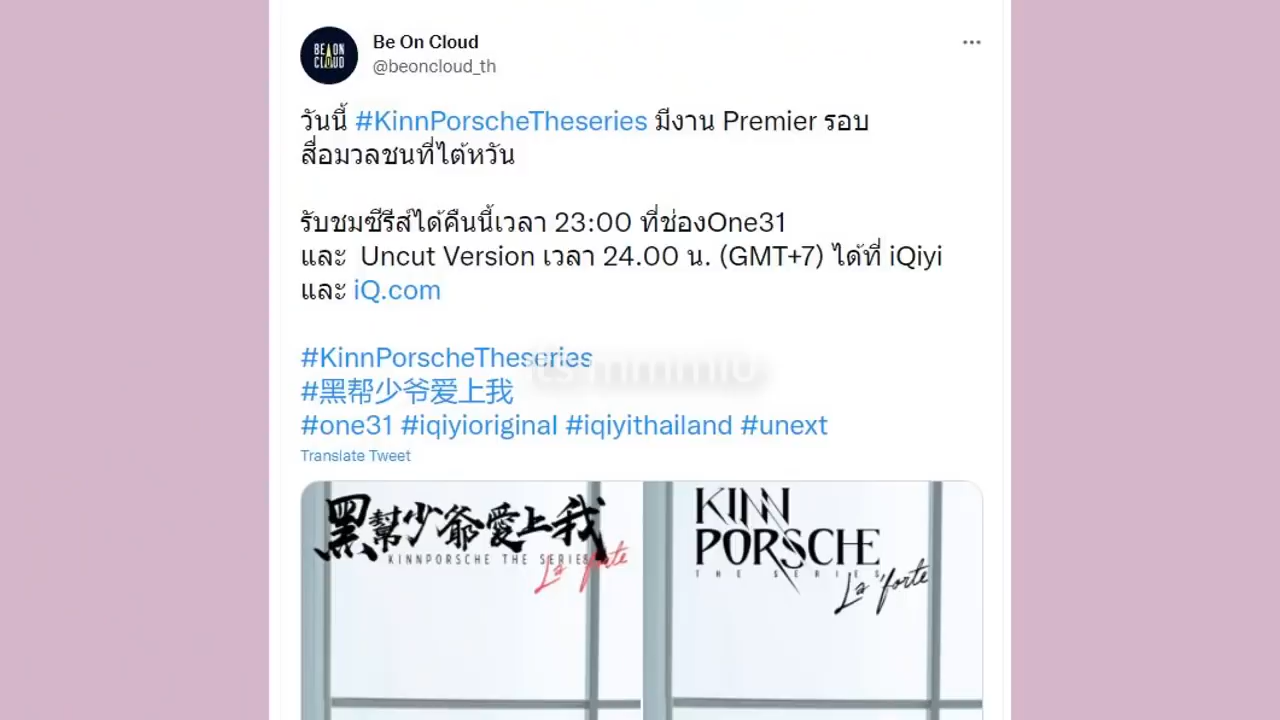 BE ON
CLOUD
Be On Cloud
@beoncloud_th
วันนี้ #KinnPorscheTheseries มีงาน Premier รอบ
สื่อมวลชนที่ไต้หวัน
รับชมซีรีส์ได้คืนนี้เวลา 23:00 ที่ช่องOne31
และ Uncut Version เวลา 24.00 น. (GMT+7) ได้ที่ iQiyi
และ iQ.com
#KinnPorscheTheseries
#黑帮少爷爱上我
#one31 #iqiyioriginal #iqiyithailand #unext
Translate Tweet
黑幫少爺愛上我
KINNPORSCHE THE SERIES
La forte
KINN
PORSCHE
THE SERIES
La forte